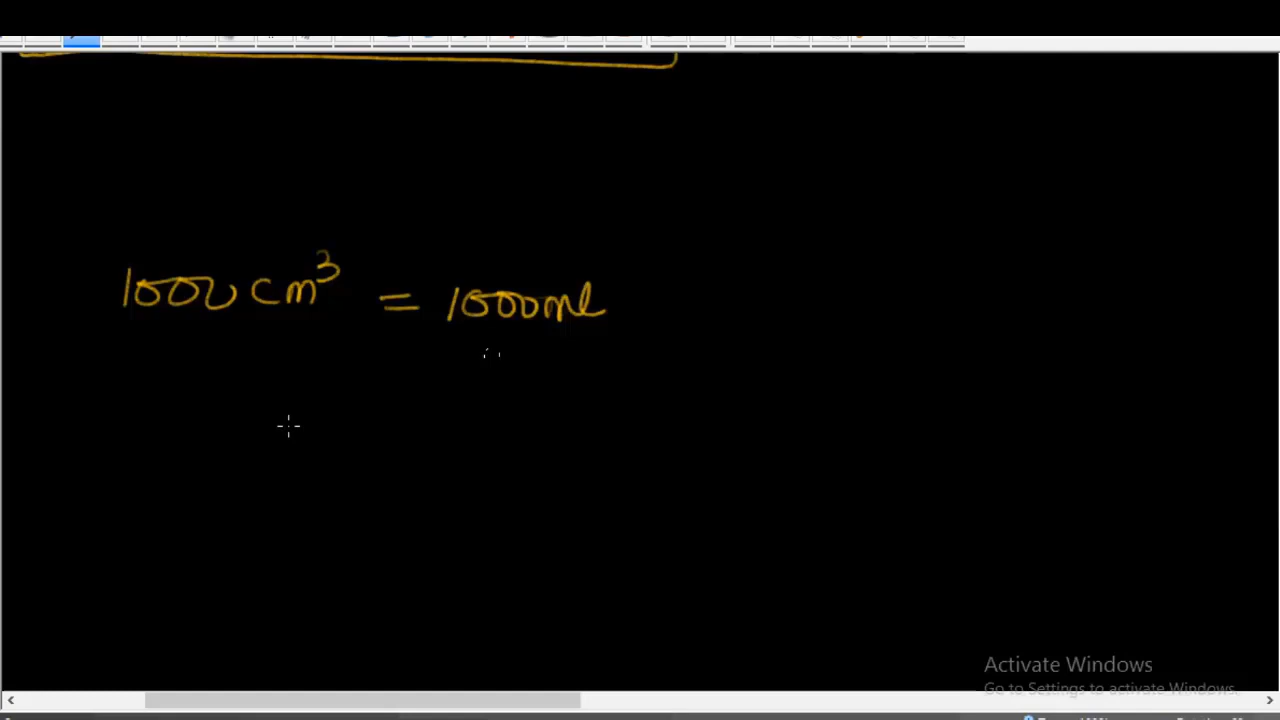 1000 cm³ = 1000ml
Activate Windows
Go to Settings to activate Windows.